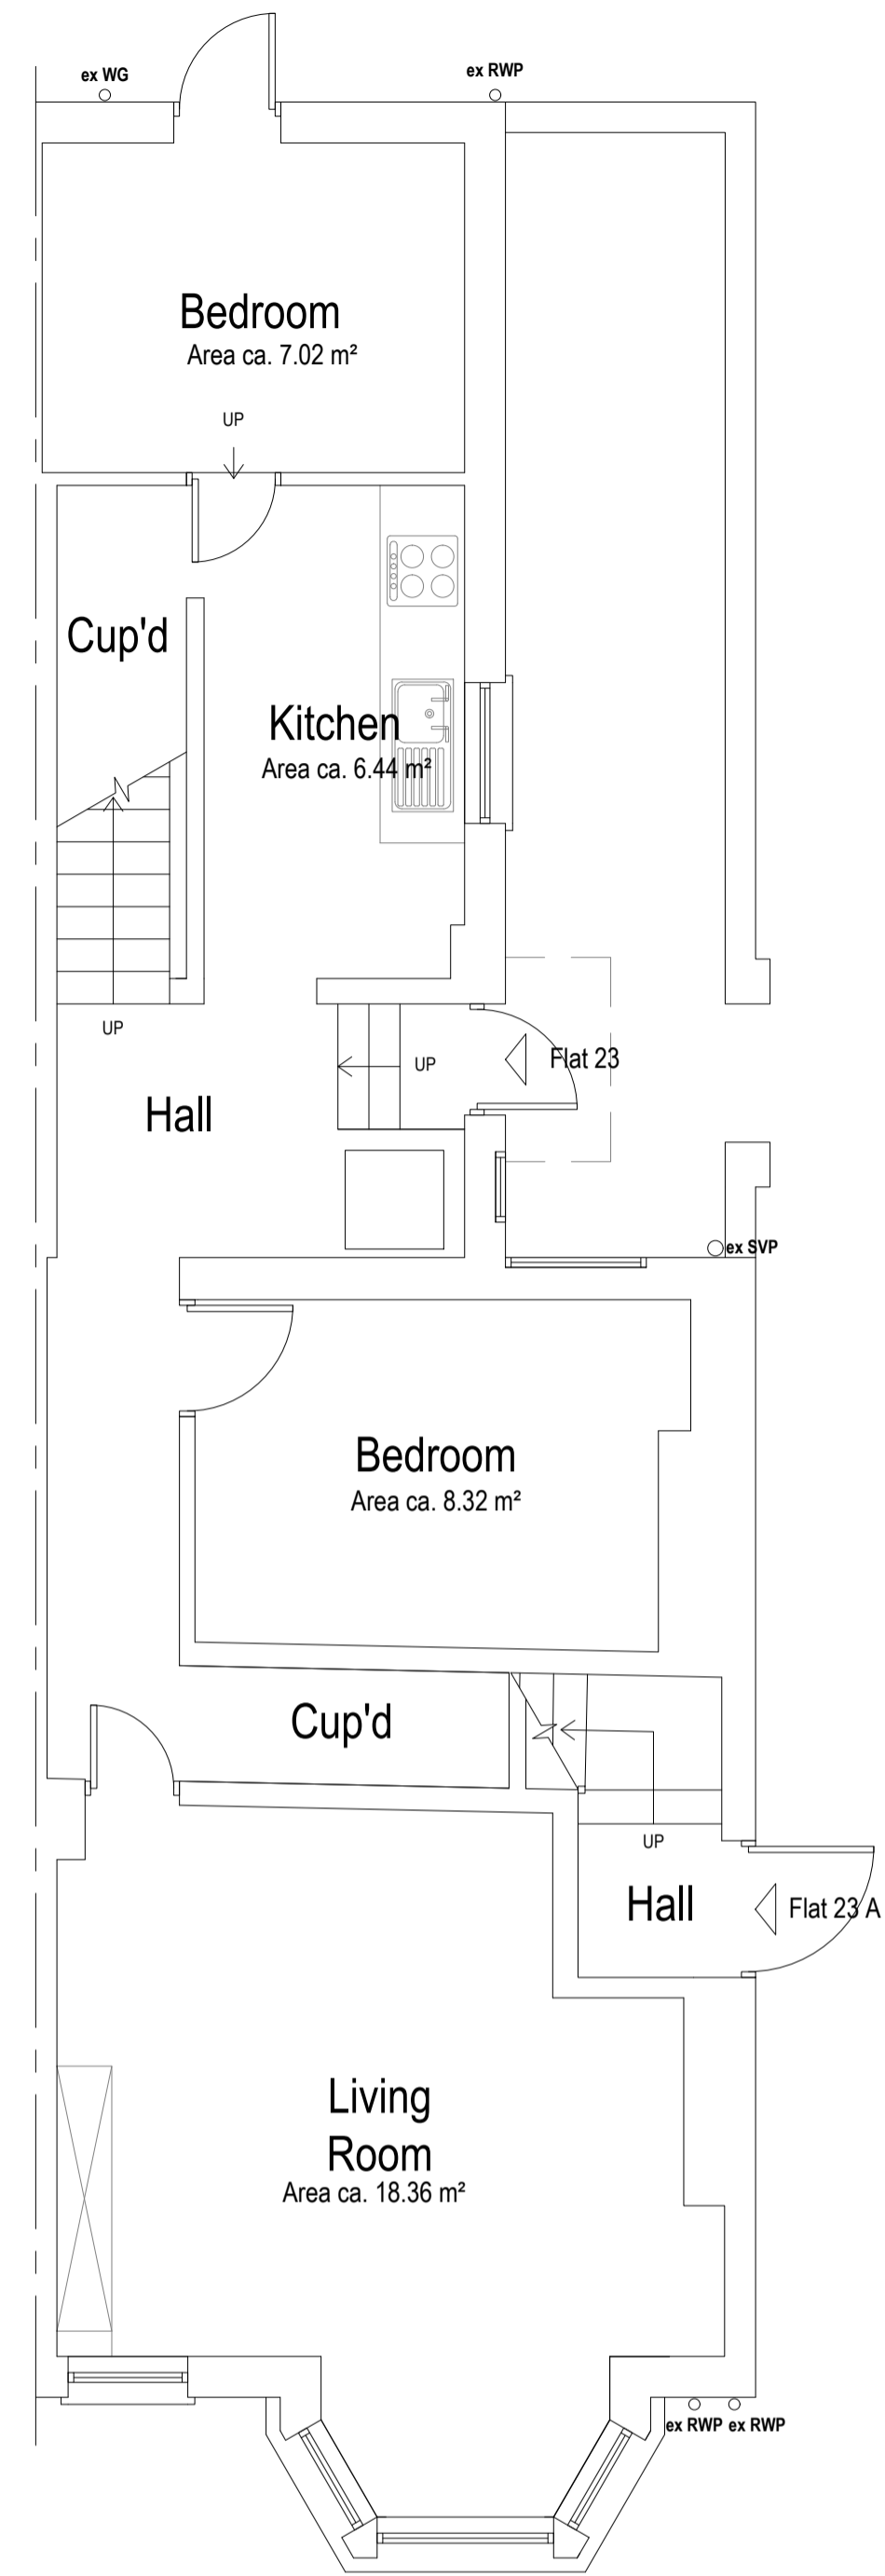 ex WG
ex RWP
Bedroom
Area ca. 7.02 m²
UP
Cup'd
Kitchen
Area ca. 6.44 m²
UP
UP
Flat 23
Hall
ex SVP
Bedroom
Area ca. 8.32 m²
Cup'd
UP
Hall
Flat 23 A
Living
Room
Area ca. 18.36 m²
ex RWP
ex RWP